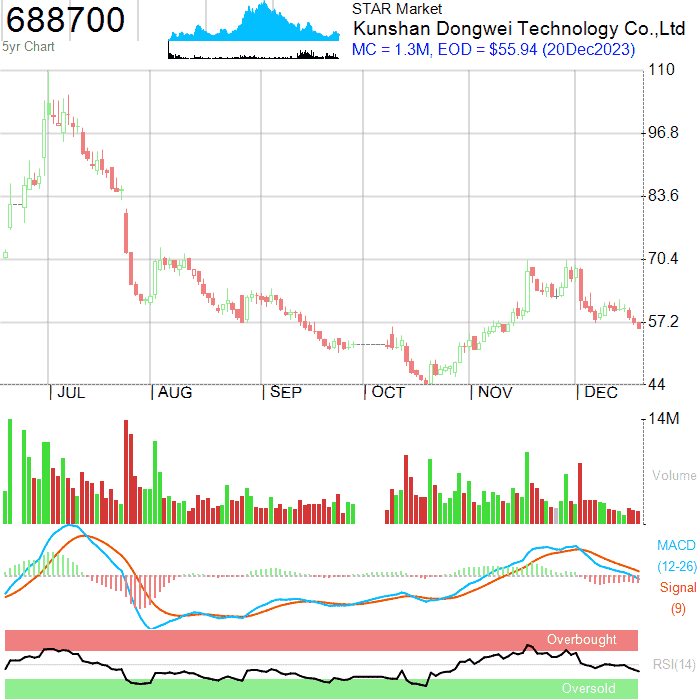 688700
5yr Chart
STAR Market
Kunshan Dongwei Technology Co.,Ltd
MC = 1.3M, EOD = $55.94 (20Dec2023)
110
96.8
83.6
70.4
57.2
44
JUL AUG SEP OCT NOV DEC
14M
Volume
MACD
(12-26)
Signal
(9)
Overbought
RSI(14)
Oversold